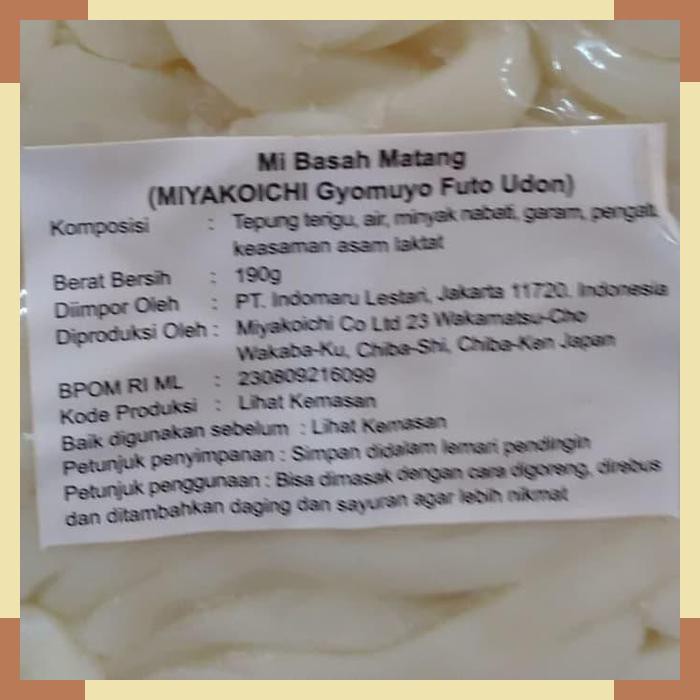 Mi Basah Matang
(MIYAKOICHI Gyomuyo Futo Udon)
Komposisi : Tepung terigu, air, minyak nabati, garam, pengatur
keasaman asam laktat
Berat Bersih : 190g
Diimpor Oleh : PT. Indomaru Lestari, Jakarta 11720. Indonesia
Diproduksi Oleh : Miyakoichi Co Ltd 23 Wakamatsu-Cho
Wakaba-Ku, Chiba-Shi, Chiba-Ken Japan
BPOM RI ML : 230809216099
Kode Produksi : Lihat Kemasan
Baik digunakan sebelum : Lihat Kemasan
Petunjuk penyimpanan : Simpan didalam lemari pendingin
Petunjuk penggunaan : Bisa dimasak dengan cara digoreng, direbus
dan ditambahkan daging dan sayuran agar lebih nikmat